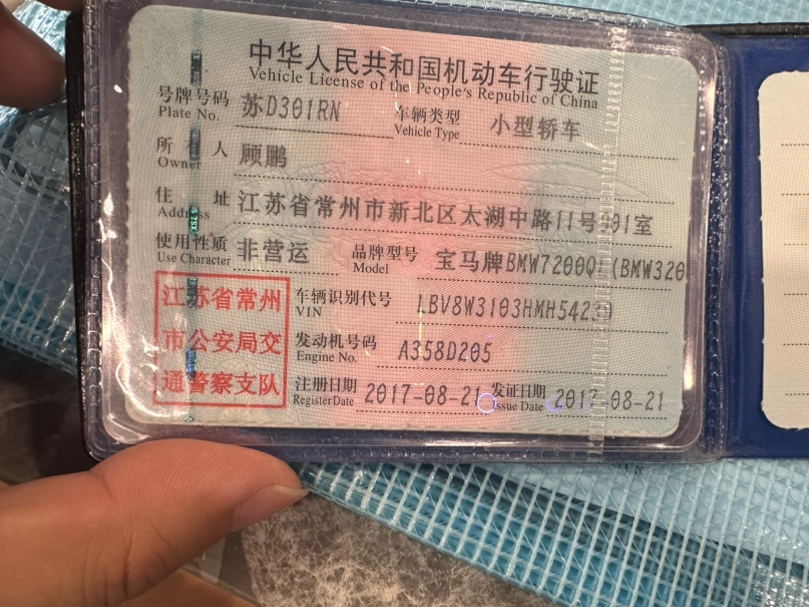 中华人民共和国机动车行驶证
Vehicle License of the People's Republic of China
号牌号码 苏D301RN 车辆类型 小型轿车
Plate No. Vehicle Type
所有人 顾鹏
Owner
住址 江苏省常州市新北区太湖中路11号901室
Address
使用性质 非营运 品牌型号 宝马牌BMW7200Q (BMW320
Use Character Model
江苏省常州
市公安局交
通警察支队
车辆识别代号 LBV8W3103HMH5423
VIN
发动机号码 A358D205
Engine No.
注册日期 2017-08-21 发证日期 2017-08-21
Register Date Issue Date